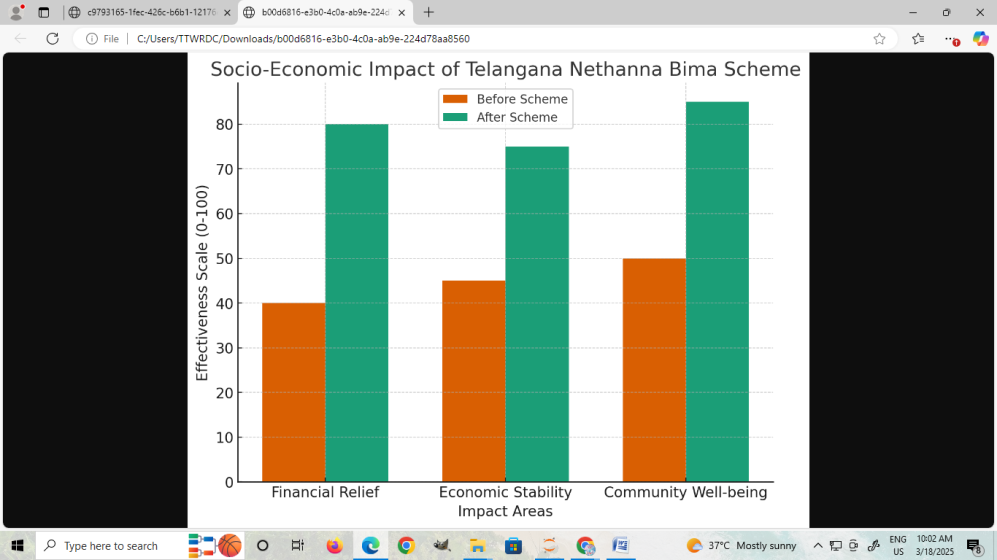 c9793165-1fec-426c-b6b1-12176
b00d6816-e3b0-4c0a-ab9e-224d
File
C:/Users/TTWRDC/Downloads/b00d6816-e3b0-4c0a-ab9e-224d78aa8560
Socio-Economic Impact of Telangana Nethanna Bima Scheme
Before Scheme
After Scheme
Effectiveness Scale (0-100)
80
70
60
50
40
30
20
10
0
Financial Relief Economic Stability Community Well-being
Impact Areas
Type here to search
37°C Mostly sunny
ENG
US
10:02 AM
3/18/2025
8